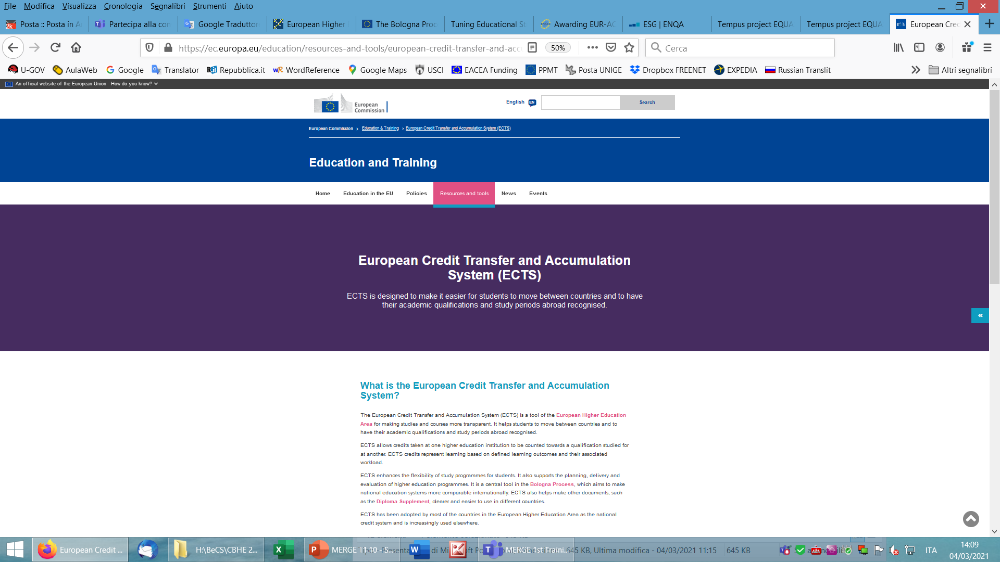 File Modifica Visualizza Cronologia Segnalibri Strumenti Aiuto
Posta :: Posta in A Partecipa alla con Google Traduttor European Higher The Bologna Proc Tuning Educational S Awarding EUR-AC ESG | ENQA Tempus project EQUA Tempus project EQUA European Cred
https://ec.europa.eu/education/resources-and-tools/european-credit-transfer-and-acc 50% Cerca
U-GOV AulaWeb Google Translator Repubblica.it WordReference Google Maps USCI EACEA Funding PPMT Posta UNIGE Dropbox FREENET EXPEDIA Russian Translit Altri segnalibri
An official website of the European Union How do you know?
European
Commission
English EN Search
European Commission > Education & Training > European Credit Transfer and Accumulation System (ECTS)
Education and Training
Home Education in the EU Policies Resources and tools News Events
European Credit Transfer and Accumulation
System (ECTS)
ECTS is designed to make it easier for students to move between countries and to have
their academic qualifications and study periods abroad recognised.
«
What is the European Credit Transfer and Accumulation
System?
The European Credit Transfer and Accumulation System (ECTS) is a tool of the European Higher Education
Area for making studies and courses more transparent. It helps students to move between countries and to
have their academic qualifications and study periods abroad recognised.
ECTS allows credits taken at one higher education institution to be counted towards a qualification studied for
at another. ECTS credits represent learning based on defined learning outcomes and their associated
workload.
ECTS enhances the flexibility of study programmes for students. It also supports the planning, delivery and
evaluation of higher education programmes. It is a central tool in the Bologna Process, which aims to make
national education systems more comparable internationally. ECTS also helps make other documents, such
as the Diploma Supplement, clearer and easier to use in different countries.
ECTS has been adopted by most of the countries in the European Higher Education Area as the national
credit system and is increasingly used elsewhere.
European Credit ... H:\BeCS\CBHE 2... MERGE T1.10 - S... MERGE 1st Traini... 645 KB, Ultima modifica - 04/03/2021 11:15 645 KB ITA
14:09
04/03/2021